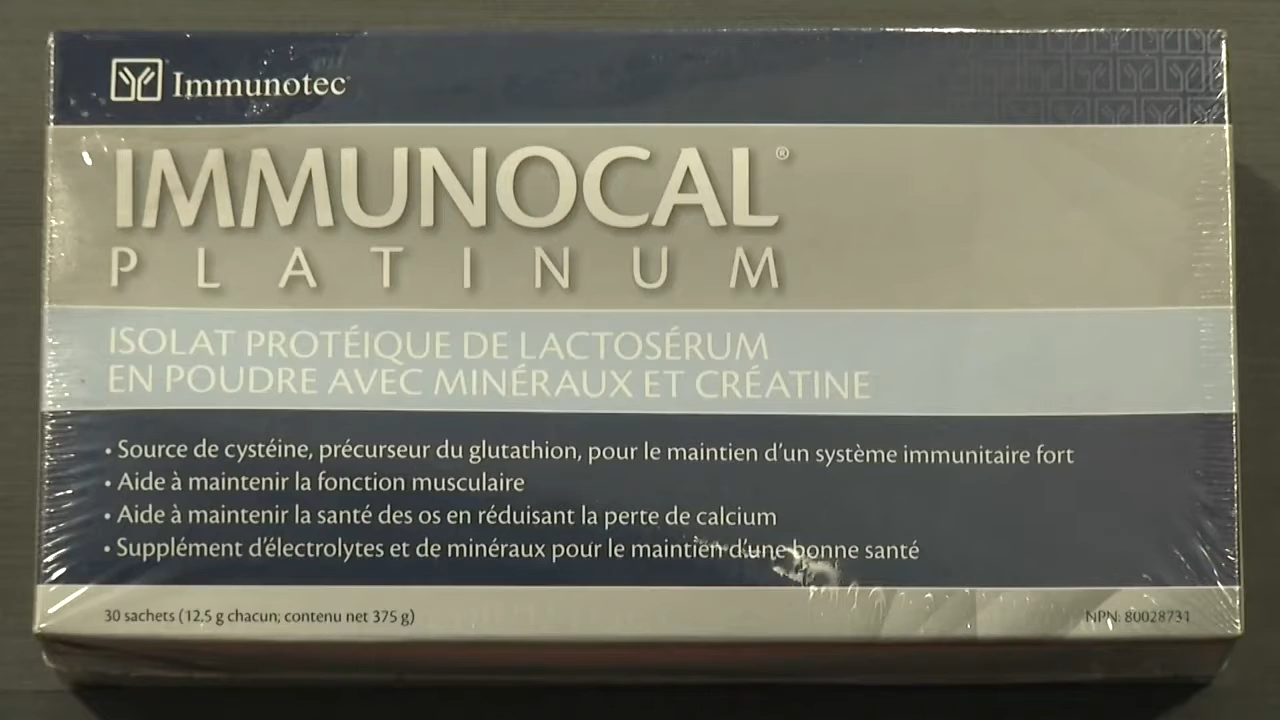 Immunotec
IMMUNOCAL®
PLATINUM
ISOLAT PROTÉIQUE DE LACTOSÉRUM
EN POUDRE AVEC MINÉRAUX ET CRÉATINE
• Source de cystéine, précurseur du glutathion, pour le maintien d'un système immunitaire fort
• Aide à maintenir la fonction musculaire
• Aide à maintenir la santé des os en réduisant la perte de calcium
• Supplément d'électrolytes et de minéraux pour le maintien d'une bonne santé
30 sachets (12,5 g chacun; contenu net 375 g)
NPN: 80028731